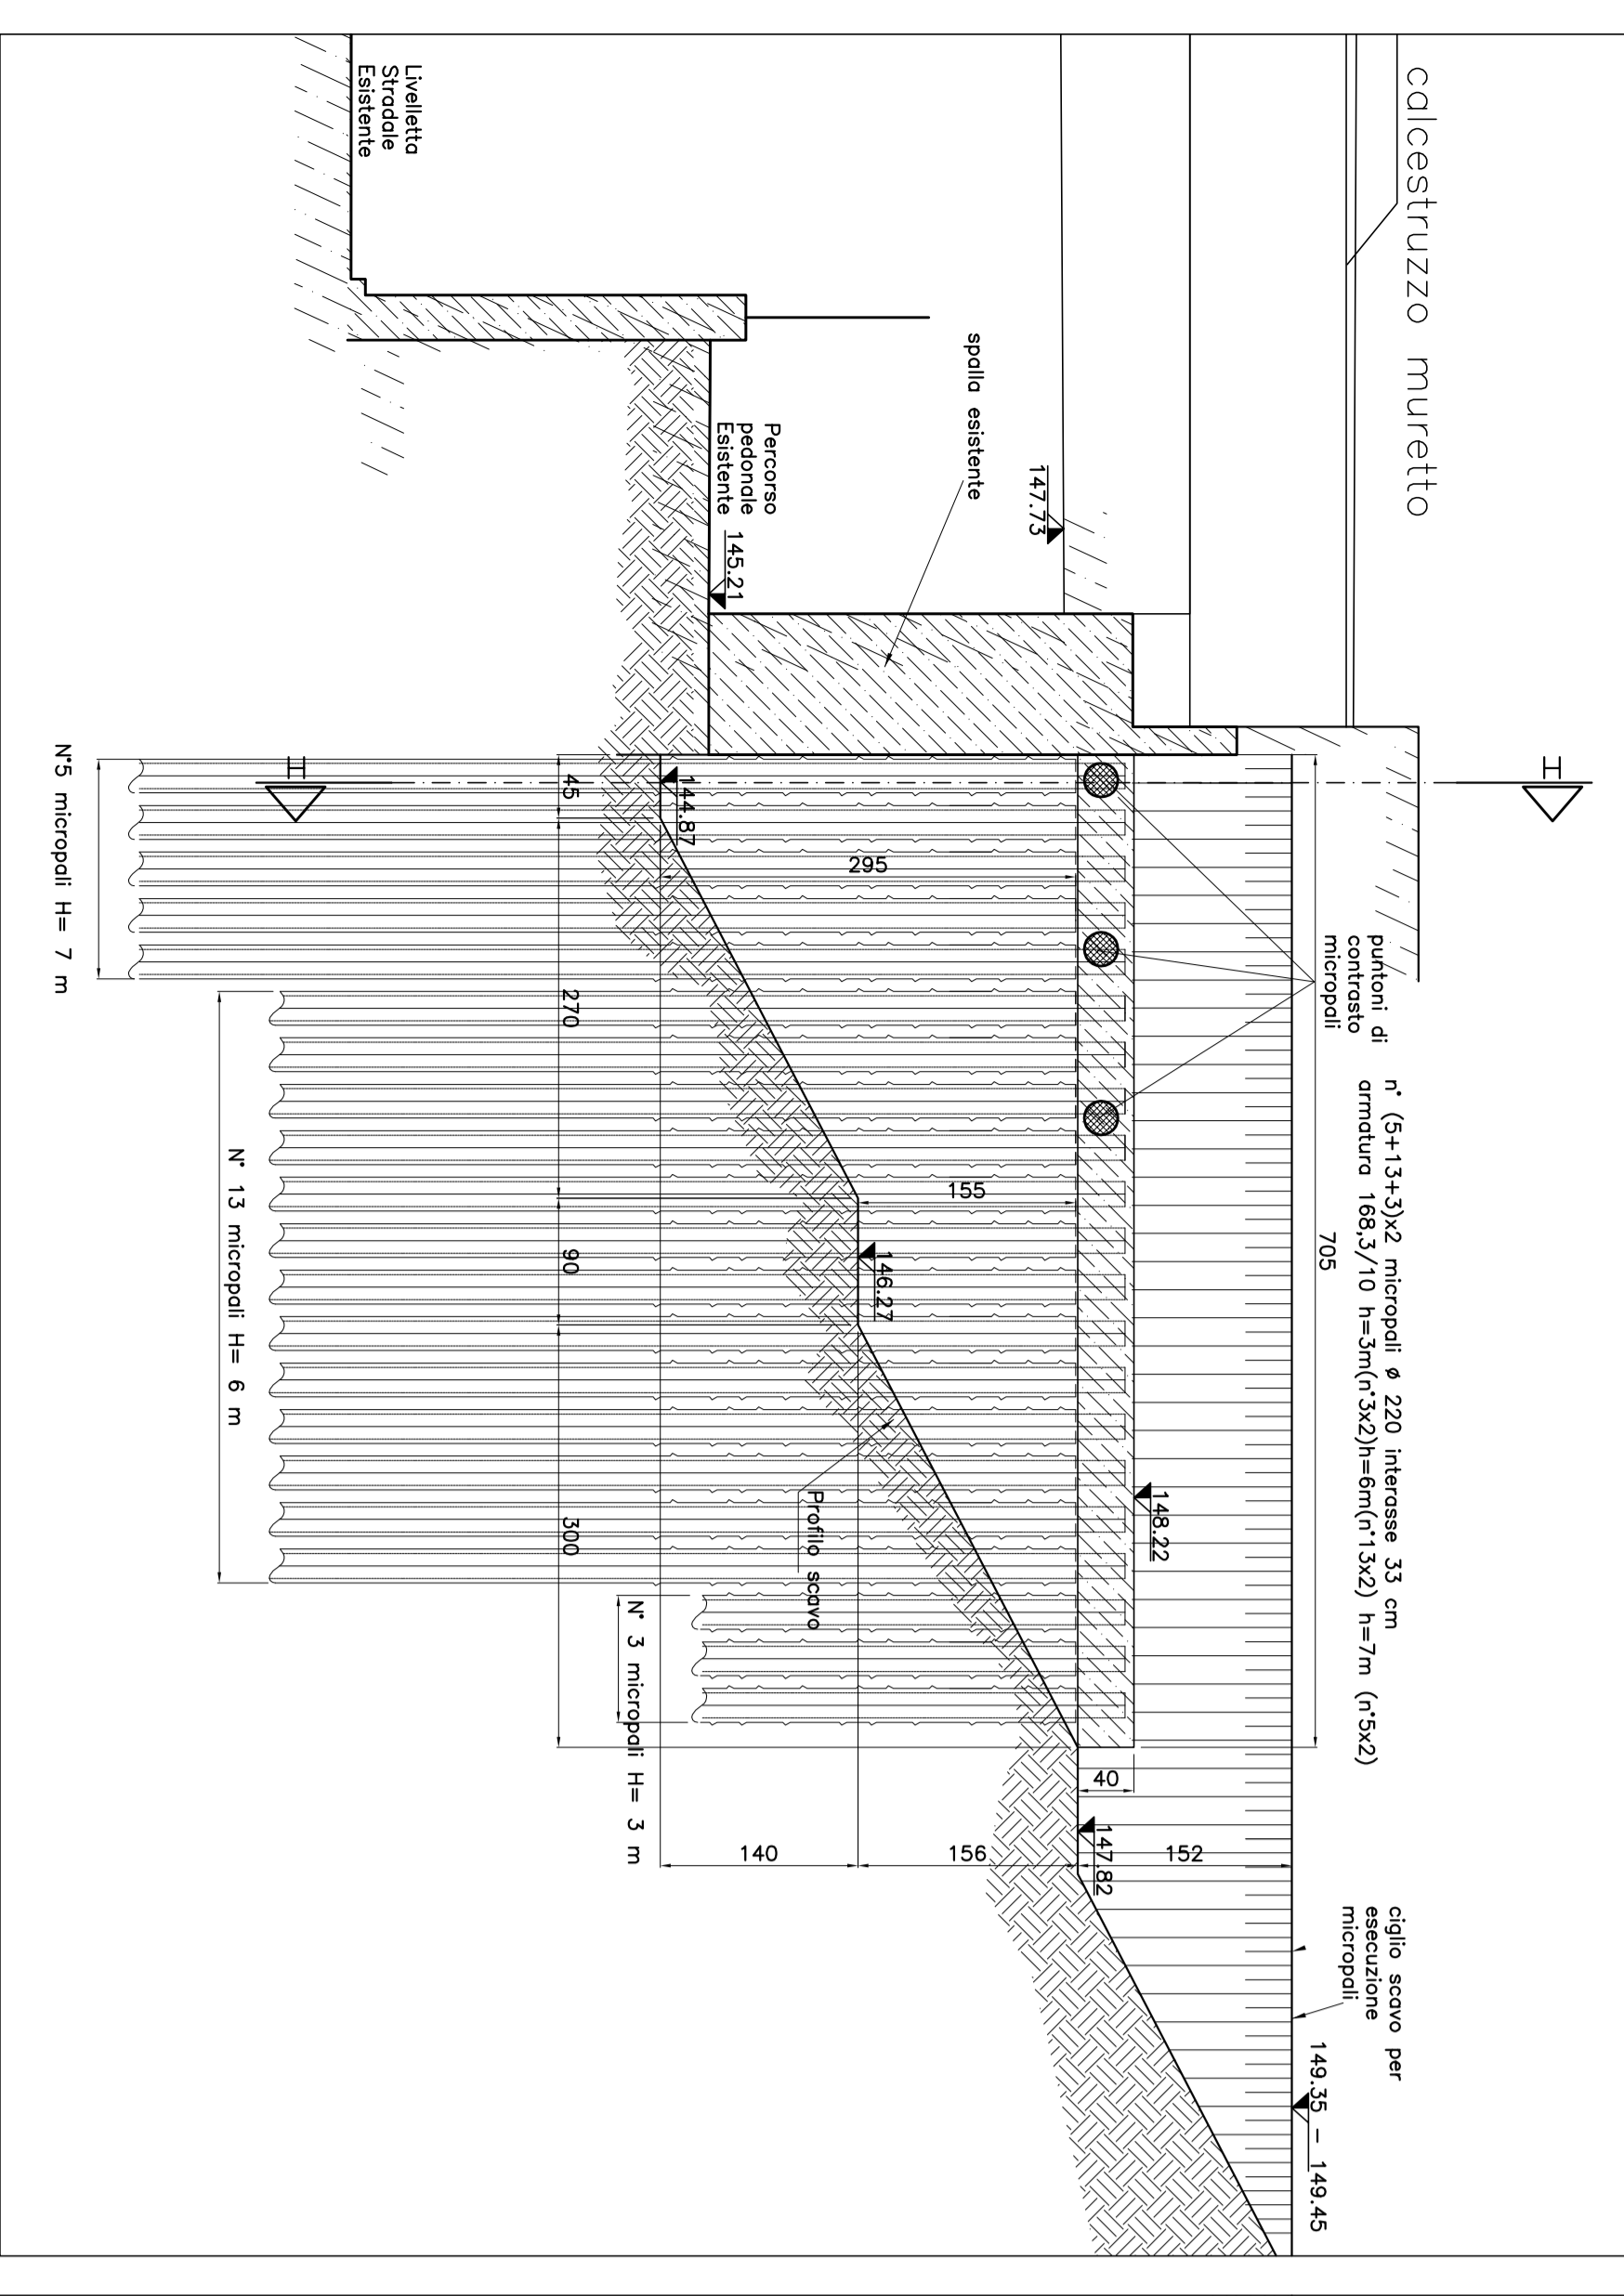 calcestruzzo muretto
n° (5+13+3)x2 micropali ø 220 interasse 33 cm
armatura 168,3/10 h=3m(n°3x2)h=6m(n°13x2) h=7m (n°5x2)
puntoni di
contrasto
micropali
ciglio scavo per
esecuzione
micropali
149.35 - 149.45
H
705
147.73
148.22
40
147.82
152
spalla esistente
Percorso
pedonale
Esistente
145.21
295
155
156
140
146.27
144.87
Profilo scavo
45
270
90
300
Livelletta
Stradale
Esistente
H
N° 3 micropali H= 3 m
N° 13 micropali H= 6 m
N°5 micropali H= 7 m